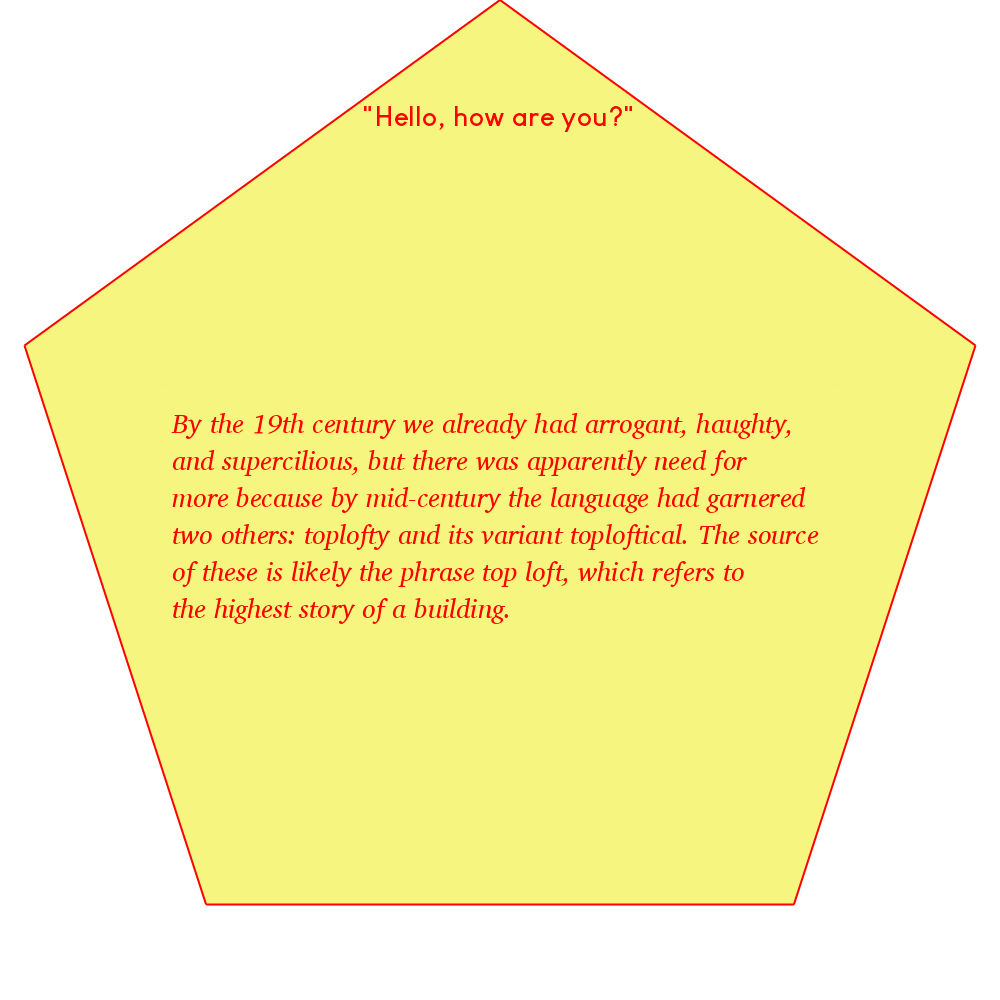 "Hello, how are you?"
By the 19th century we already had arrogant, haughty,
and supercilious, but there was apparently need for
more because by mid-century the language had garnered
two others: toplofty and its variant toploftical. The source
of these is likely the phrase top loft, which refers to
the highest story of a building.